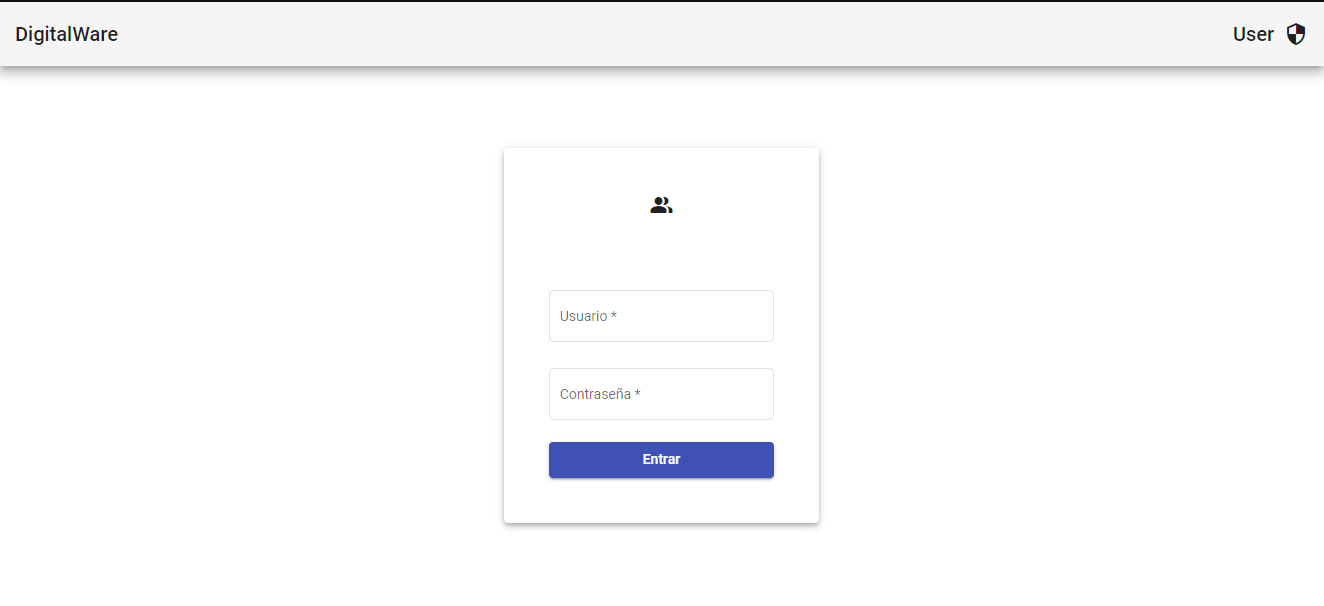 DigitalWare
User
Usuario *
Contraseña *
Entrar